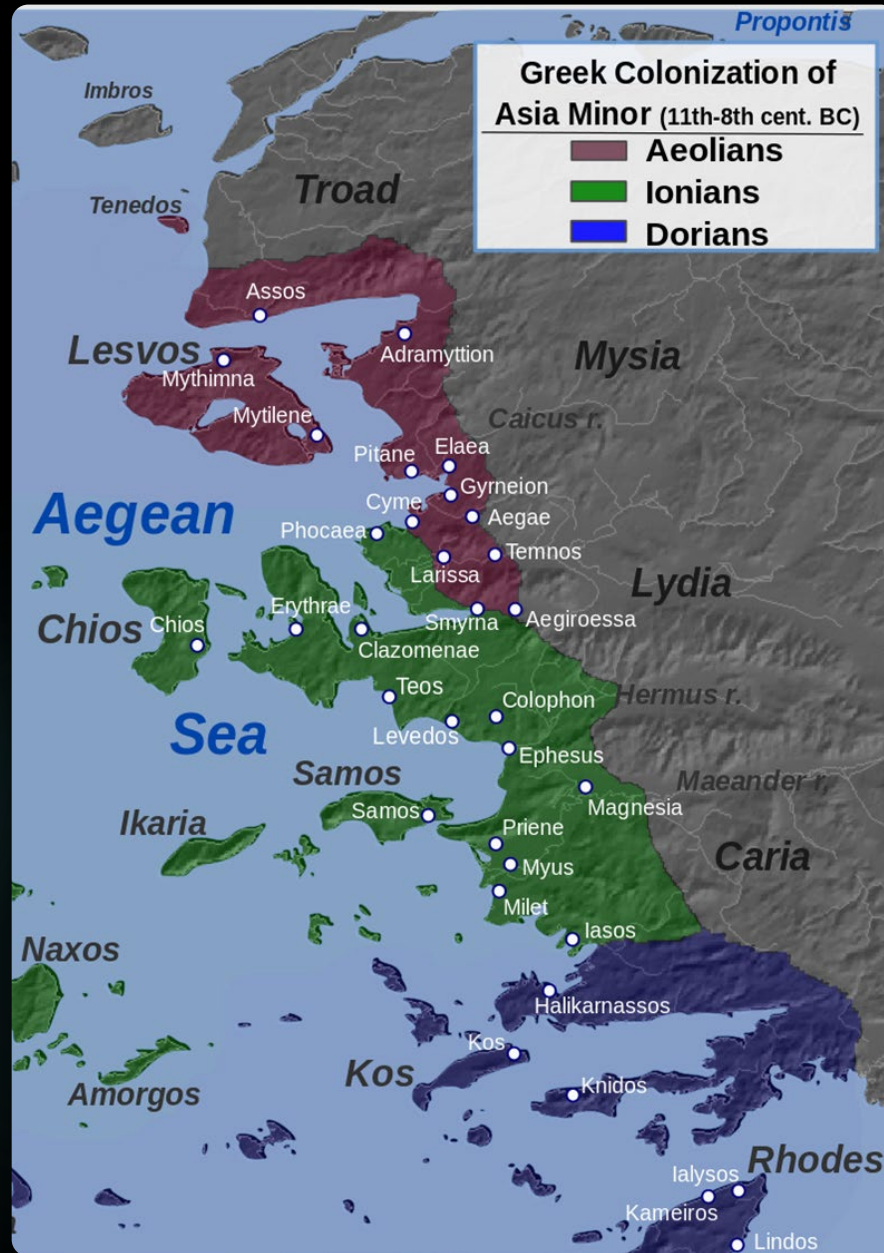 Propontis
Greek Colonization of
Asia Minor (11th-8th cent. BC)
Aeolians
Ionians
Dorians
Imbros
Troad
Tenedos
Assos
Lesvos
Mythimna
Adramyttion
Mysia
Mytilene
Caicus r.
Pitane
Elaea
Gyrneion
Cyme
Aegae
Aegean
Phocaea
Temnos
Larissa
Lydia
Erythrae
Chios
Chios
Smyrna
Aegiroessa
Clazomenae
Teos
Colophon
Hermus r.
Sea
Levedos
Ephesus
Samos
Maeander r,
Magnesia
Samos
Ikaria
Priene
Caria
Myus
Milet
Iasos
Naxos
Halikarnassos
Kos
Kos
Knidos
Amorgos
Rhodes
Ialysos
Kameiros
Lindos